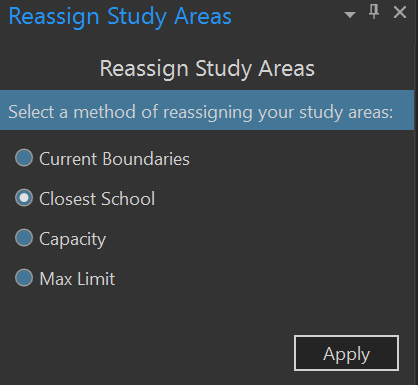 Reassign Study Areas
Reassign Study Areas
Select a method of reassigning your study areas:
Current Boundaries
Closest School
Capacity
Max Limit
Apply